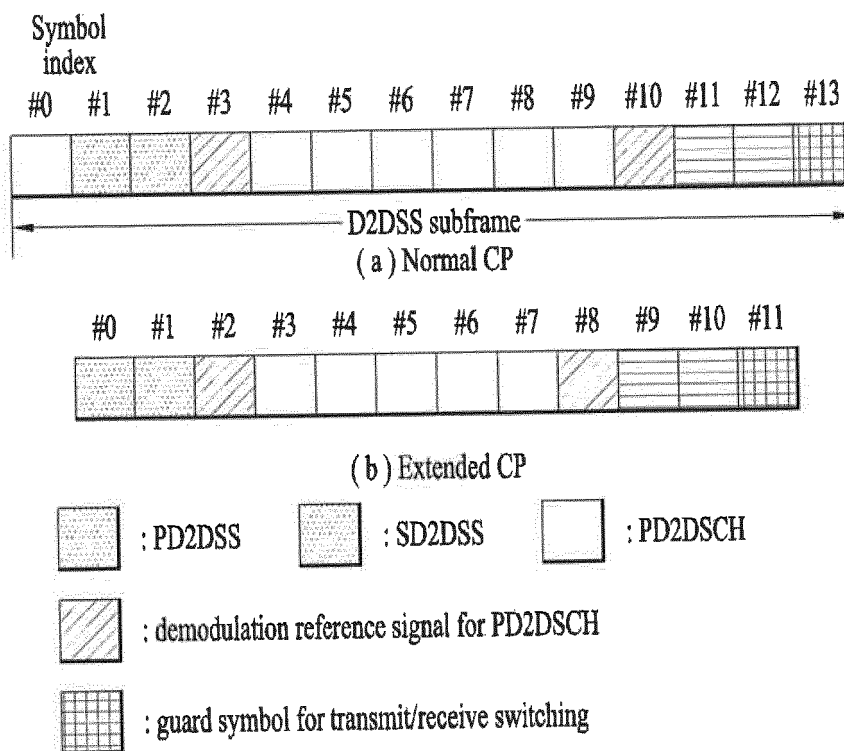 Symbol
index
#0 #1 #2 #3 #4 #5 #6 #7 #8 #9 #10 #11 #12 #13
D2DSS subframe
( a ) Normal CP
#0 #1 #2 #3 #4 #5 #6 #7 #8 #9 #10 #11
( b ) Extended CP
: PD2DSS : SD2DSS : PD2DSCH
: demodulation reference signal for PD2DSCH
: guard symbol for transmit/receive switching